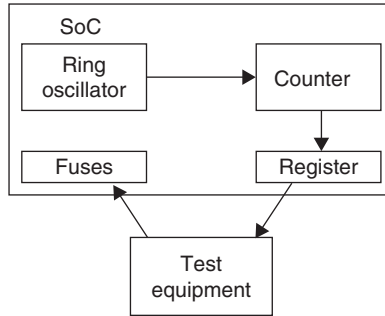 SoC
Ring
oscillator
Counter
Fuses
Register
Test
equipment